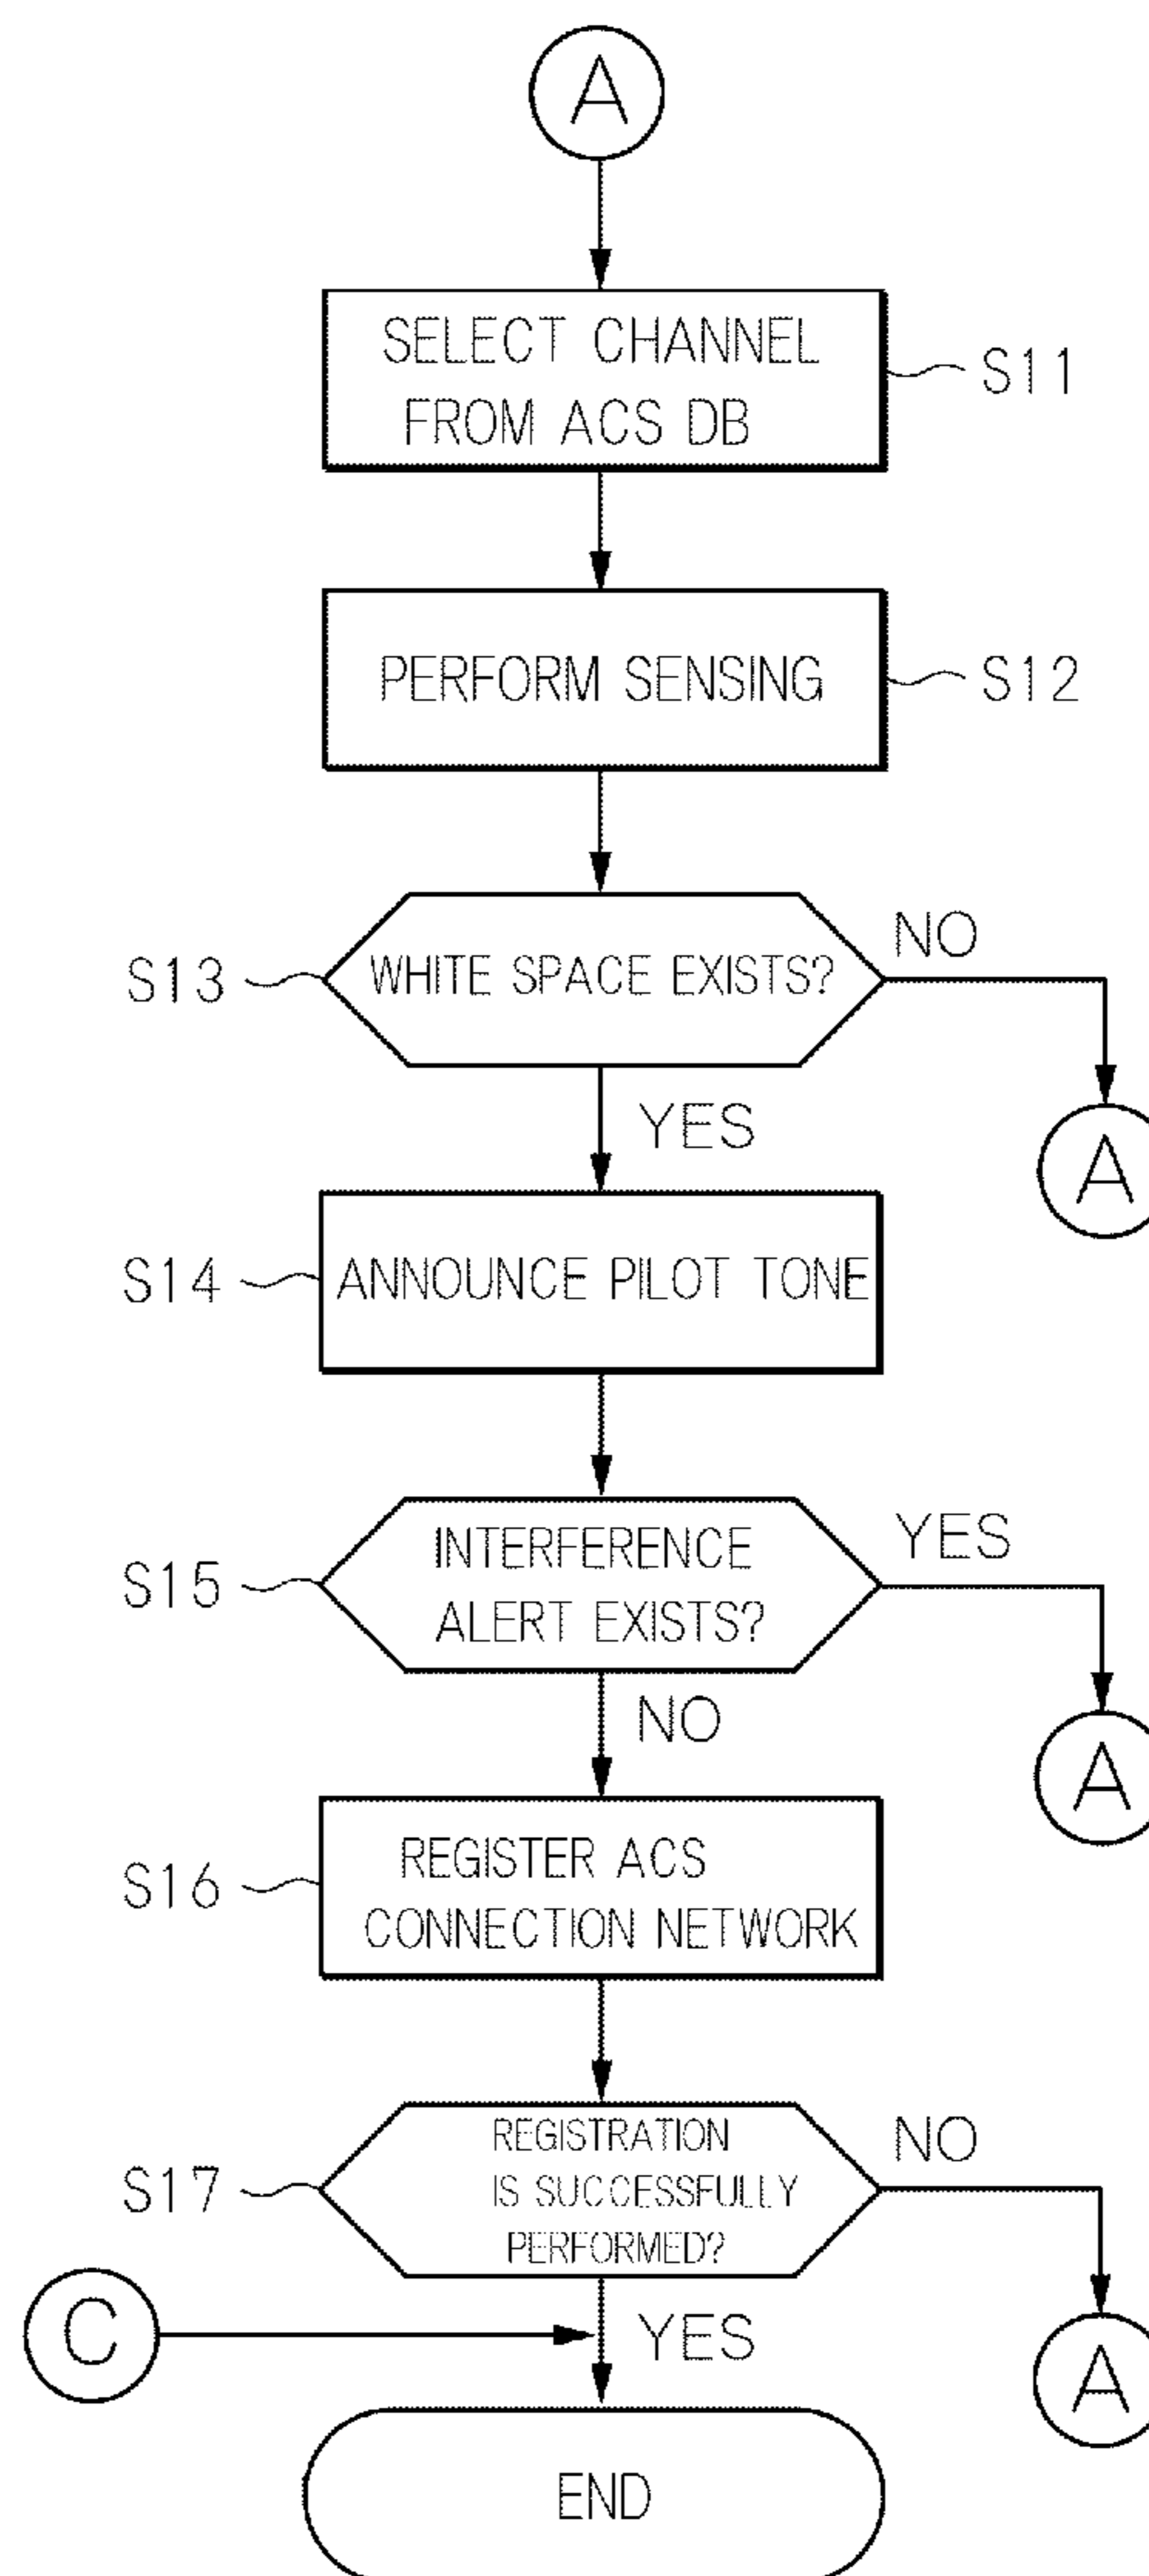 A
SELECT CHANNEL
FROM ACS DB
S11
PERFORM SENSING
S12
S13
WHITE SPACE EXISTS?
NO
A
YES
S14
ANNOUNCE PILOT TONE
S15
INTERFERENCE
ALERT EXISTS?
YES
A
NO
S16
REGISTER ACS
CONNECTION NETWORK
S17
REGISTRATION
IS SUCCESSFULLY
PERFORMED?
NO
A
C
YES
END